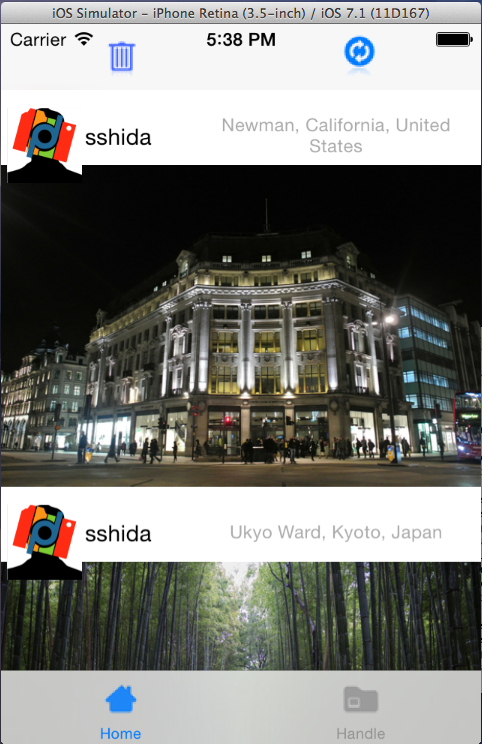 iOS Simulator - iPhone Retina (3.5-inch) / iOS 7.1 (11D167)
Carrier 5:38 PM
sshida
Newman, California, United
States
sshida
Ukyo Ward, Kyoto, Japan
Home Handle